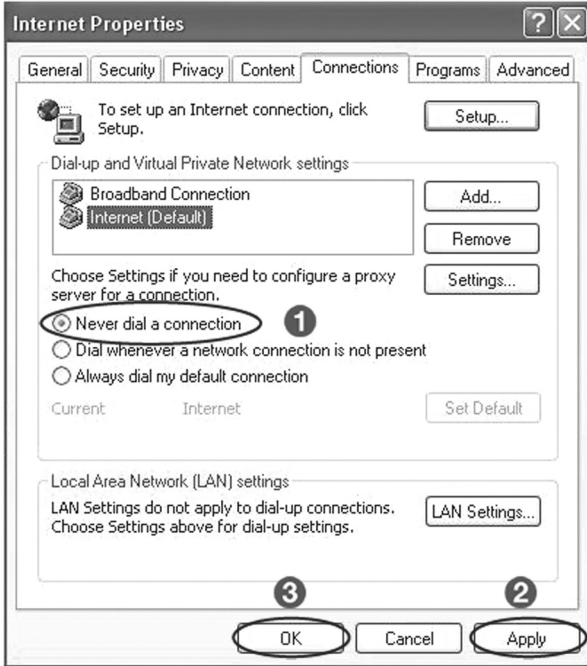 Internet Properties
General Security Privacy Content Connections Programs Advanced
To set up an Internet connection, click
Setup.
Setup...
Dial-up and Virtual Private Network settings
Broadband Connection
Internet (Default)
Add...
Remove
Choose Settings if you need to configure a proxy
server for a connection.
Settings...
Never dial a connection
1
Dial whenever a network connection is not present
Always dial my default connection
Current Internet
Set Default
Local Area Network (LAN) settings
LAN Settings do not apply to dial-up connections.
Choose Settings above for dial-up settings.
LAN Settings...
3 2
OK Cancel Apply